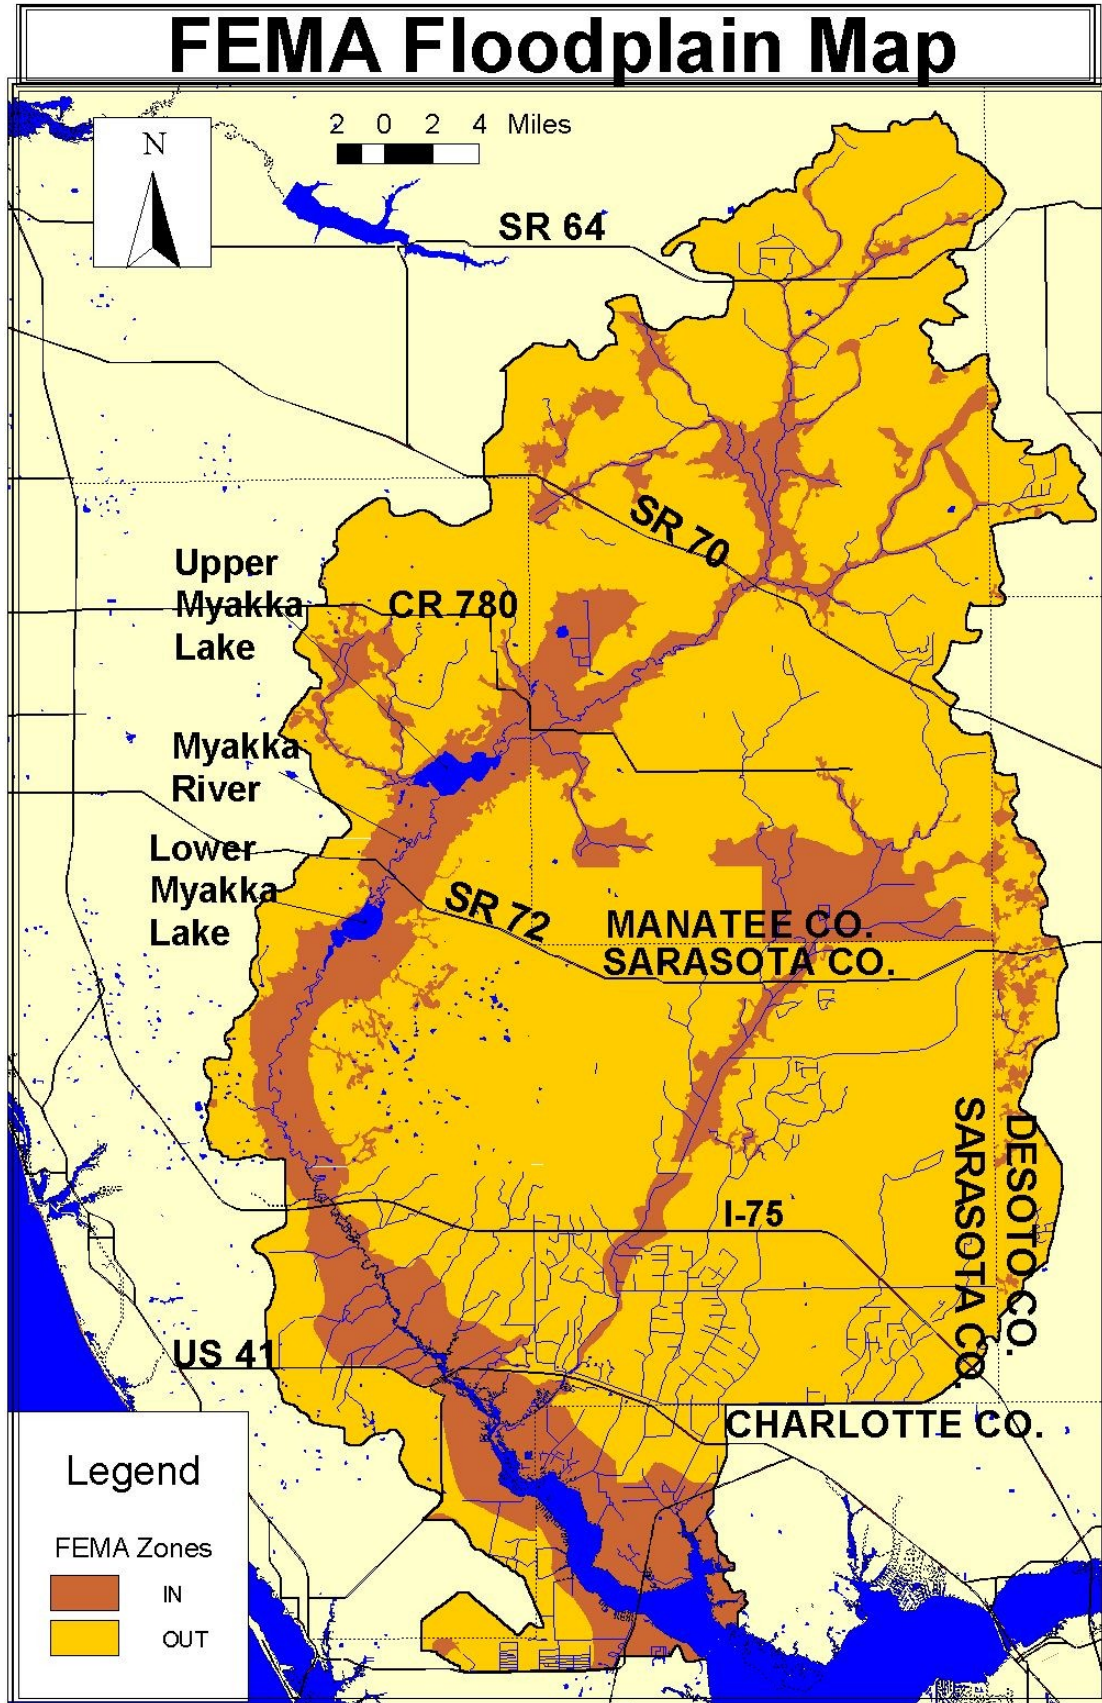 FEMA Floodplain Map
N
2 0 2 4 Miles
SR 64
SR 70
Upper
Myakka
Lake
CR 780
Myakka
River
Lower
Myakka
Lake
SR 72
MANATEE CO.
SARASOTA CO.
SARASOTA CO.
DESOTO CO.
I-75
US 41
CHARLOTTE CO.
Legend
FEMA Zones
IN
OUT